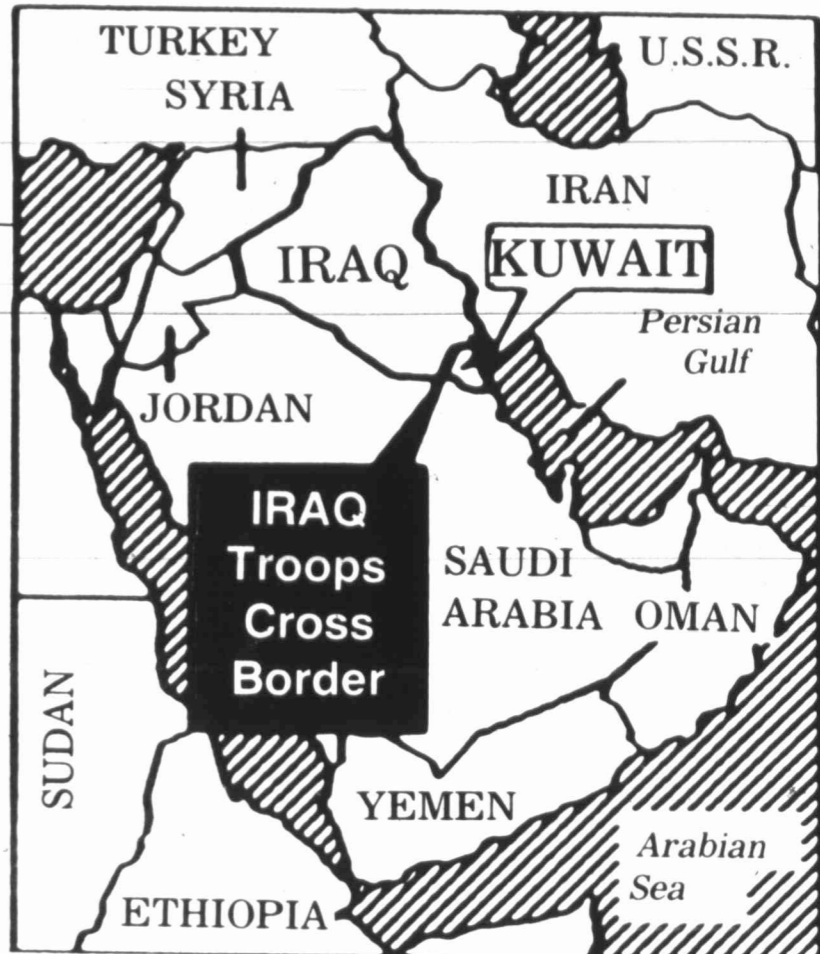 TURKEY
SYRIA
U.S.S.R.
IRAN
IRAQ
KUWAIT
Persian
Gulf
JORDAN
IRAQ
Troops
Cross
Border
SAUDI
ARABIA
OMAN
SUDAN
YEMEN
Arabian
Sea
ETHIOPIA